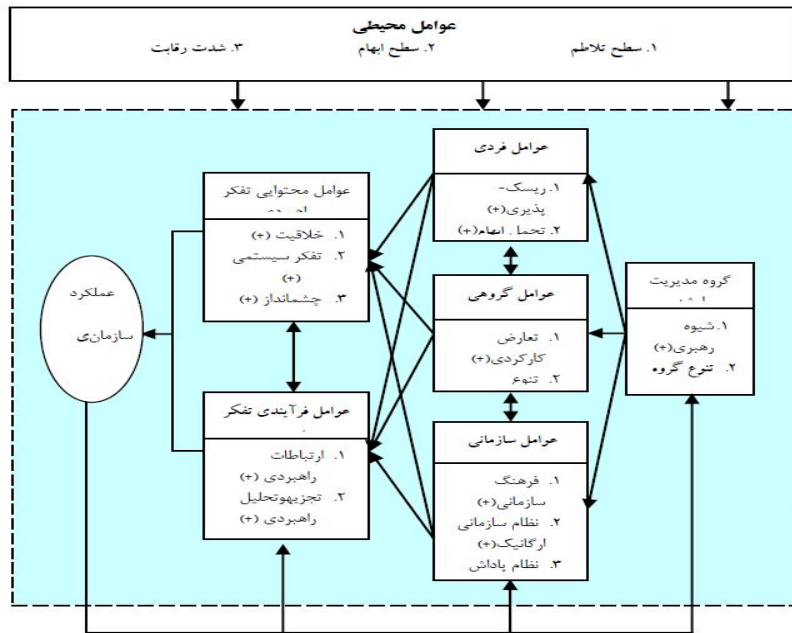 عوامل محیطی
۱. سطح تلاطم ۲. سطح ابهام ۳. شدت رقابت
عوامل فردی
۱. ریسک-
پذیری(+)
۲. تحمل ابهام(+)
عوامل محتوایی تفکر
۱. خلاقیت (+)
۲. تفکر سیستمی
(+)
۳. چشم‌انداز (+)
گروه مدیریت
۱. شیوه
رهبری(+)
۲. تنوع گروه
عوامل گروهی
۱. تعارض
کارکردی(+)
۲. تنوع
عملکرد
سازمانی
عوامل فرآیندی تفکر
۱. ارتباطات
راهبردی (+)
۲. تجزیه‌وتحلیل
راهبردی (+)
عوامل سازمانی
۱. فرهنگ
سازمانی(+)
۲. نظام سازمانی
ارگانیک(+)
۳. نظام پاداش